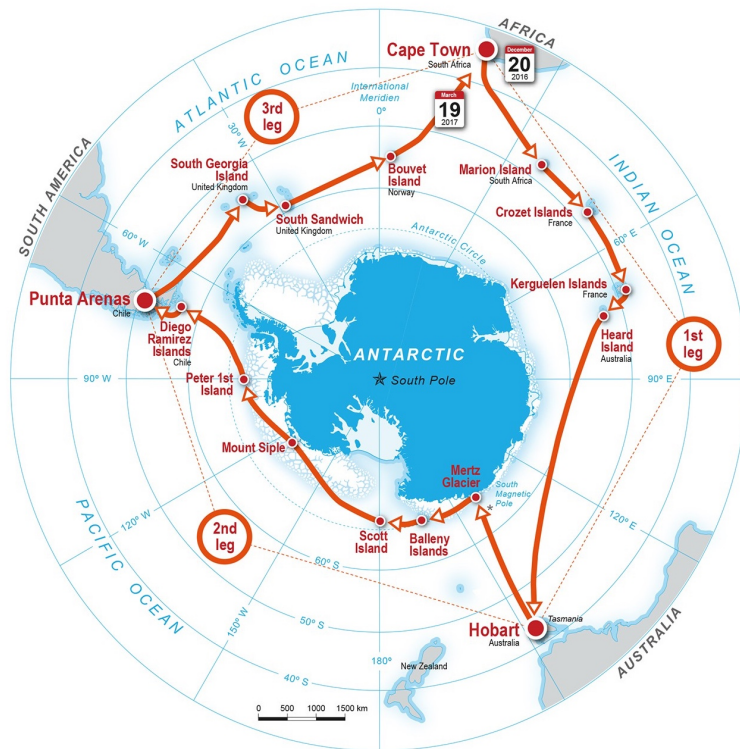 AFRICA
Cape Town
South Africa
December
20
2016
ATLANTIC OCEAN
International
Meridien
0°
March
19
2017
3rd
leg
30° W
South Georgia
Island
United Kingdom
Bouvet
Island
Norway
Marion Island
South Africa
INDIAN OCEAN
SOUTH AMERICA
South Sandwich
United Kingdom
Crozet Islands
France
60° W
Antarctic Circle
60° E
Punta Arenas
Chile
Kerguelen Islands
France
Diego
Ramirez
Islands
Chile
Heard
Island
Australia
1st
leg
ANTARCTIC
South Pole
90° W
Peter 1st
Island
90° E
Mount Siple
Mertz
Glacier
South
Magnetic
Pole
*
PACIFIC OCEAN
120° W
2nd
leg
Scott
Island
Balleny
Islands
120° E
60° S
150° W
50° S
Hobart
Australia
Tasmania
AUSTRALIA
180°
New Zealand
40° S
0 500 1000 1500 km